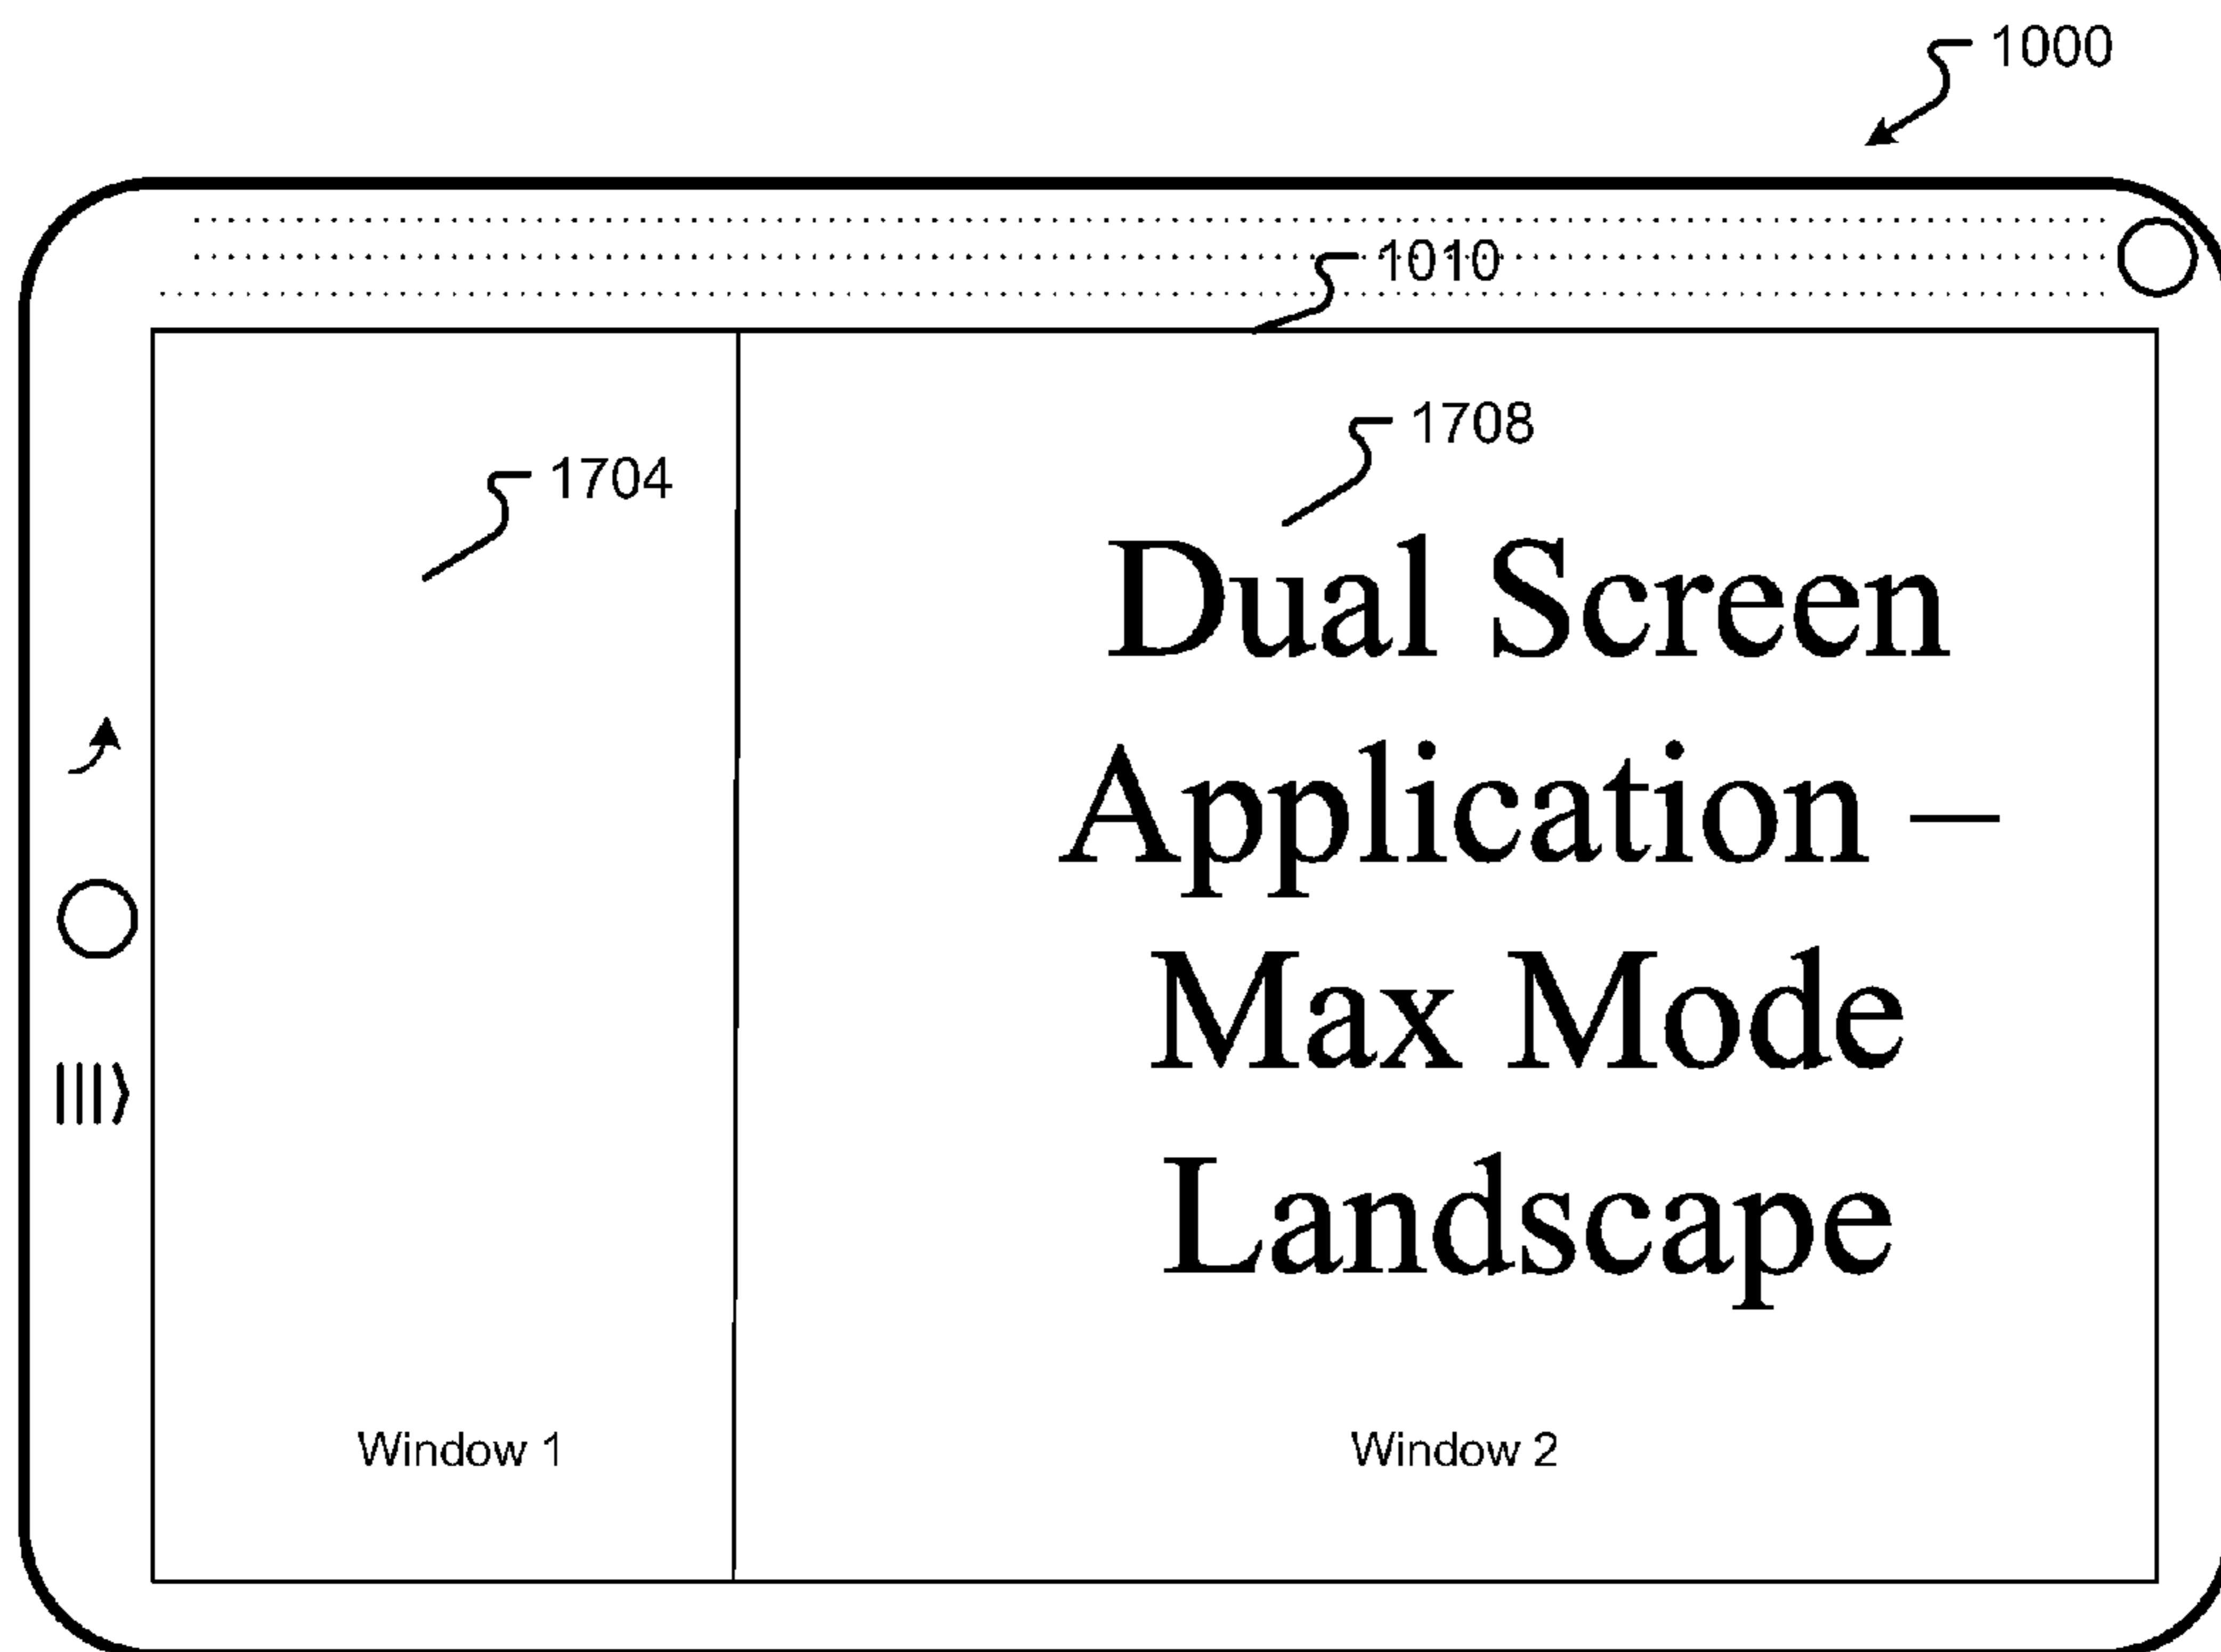 1000
1010
1708
1704
Dual Screen
Application –
Max Mode
Landscape
Window 1
Window 2